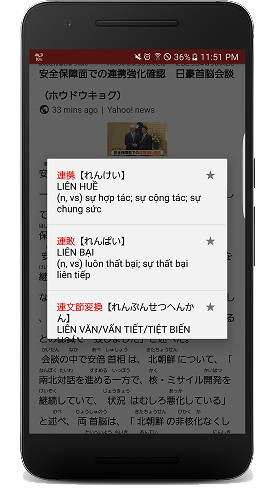 11:51 PM
36%
安全保障面での連携強化確認 日豪首脳会談
（ホウドウキョク）
33 mins ago | Yahoo! news
連携【れんけい】
LIÊN HUỀ
(n, vs) sự hợp tác; sự cộng tác; sự
chung sức
連敗【れんぱい】
LIÊN BẠI
(n, vs) luôn thất bại; sự thất bại
liên tiếp
連文節変換【れんぶんせつへんか
ん】
LIÊN VĂN/VẤN TIẾT/TIỆT BIẾN
会談の中で安倍首相は、北朝鮮について、「
南北対話を進める一方で、核・ミサイル開発を
継続していて、状況はむしろ悪化している」
と述べ、両首脳は、「北朝鮮の非核化なくし